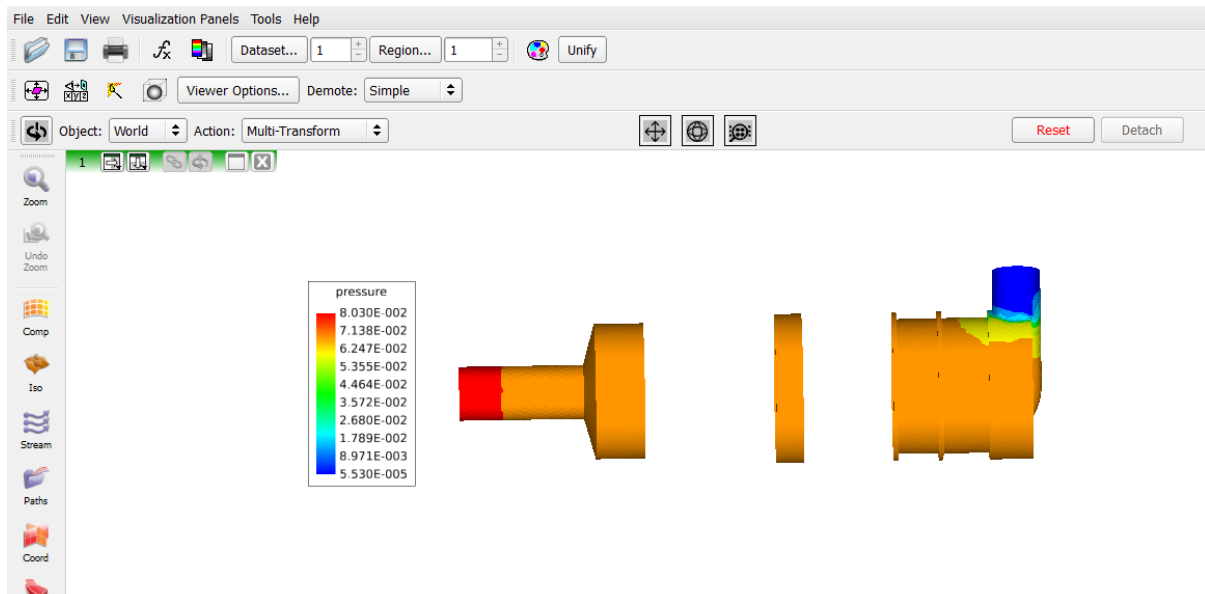 File Edit View Visualization Panels Tools Help
Dataset... 1 Region... 1 Unify
Viewer Options... Demote: Simple
Object: World Action: Multi-Transform Reset Detach
1
Zoom
Undo
Zoom
Comp
Iso
Stream
Paths
Coord
pressure
8.030E-002
7.138E-002
6.247E-002
5.355E-002
4.464E-002
3.572E-002
2.680E-002
1.789E-002
8.971E-003
5.530E-005